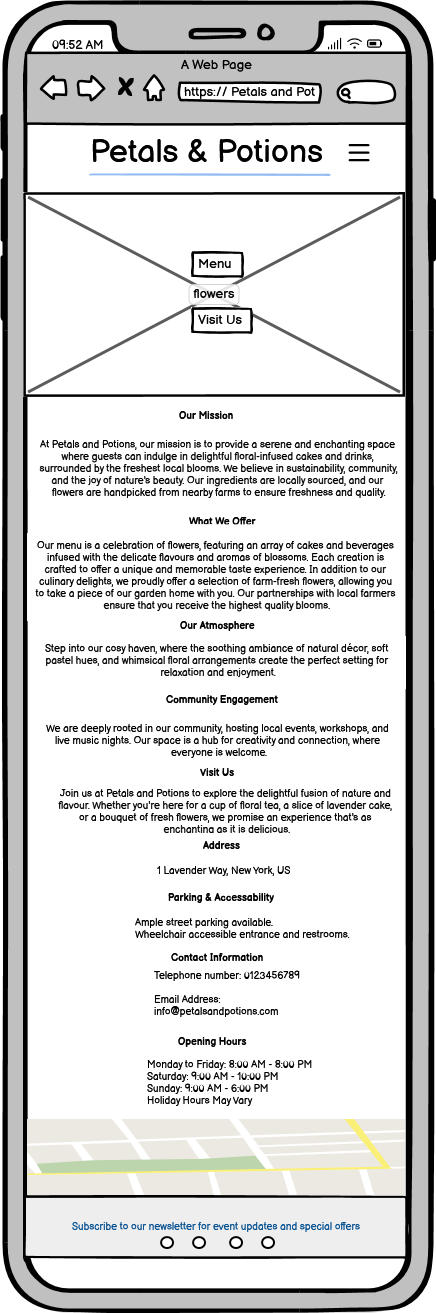 09:52 AM
A Web Page
https:// Petals and Pot
Petals & Potions
Menu
flowers
Visit Us
Our Mission
At Petals and Potions, our mission is to provide a serene and enchanting space
where guests can indulge in delightful floral-infused cakes and drinks,
surrounded by the freshest local blooms. We believe in sustainability, community,
and the joy of nature's beauty. Our ingredients are locally sourced, and our
flowers are handpicked from nearby farms to ensure freshness and quality.
What We Offer
Our menu is a celebration of flowers, featuring an array of cakes and beverages
infused with the delicate flavours and aromas of blossoms. Each creation is
crafted to offer a unique and memorable taste experience. In addition to our
culinary delights, we proudly offer a selection of farm-fresh flowers, allowing you
to take a piece of our garden home with you. Our partnerships with local farmers
ensure that you receive the highest quality blooms.
Our Atmosphere
Step into our cosy haven, where the soothing ambiance of natural décor, soft
pastel hues, and whimsical floral arrangements create the perfect setting for
relaxation and enjoyment.
Community Engagement
We are deeply rooted in our community, hosting local events, workshops, and
live music nights. Our space is a hub for creativity and connection, where
everyone is welcome.
Visit Us
Join us at Petals and Potions to explore the delightful fusion of nature and
flavour. Whether you're here for a cup of floral tea, a slice of lavender cake,
or a bouquet of fresh flowers, we promise an experience that's as
enchanting as it is delicious.
Address
1 Lavender Way, New York, US
Parking & Accessability
Ample street parking available.
Wheelchair accessible entrance and restrooms.
Contact Information
Telephone number: 0123456789
Email Address:
info@petalsandpotions.com
Opening Hours
Monday to Friday: 8:00 AM - 8:00 PM
Saturday: 9:00 AM - 10:00 PM
Sunday: 9:00 AM - 6:00 PM
Holiday Hours May Vary
Subscribe to our newsletter for event updates and special offers